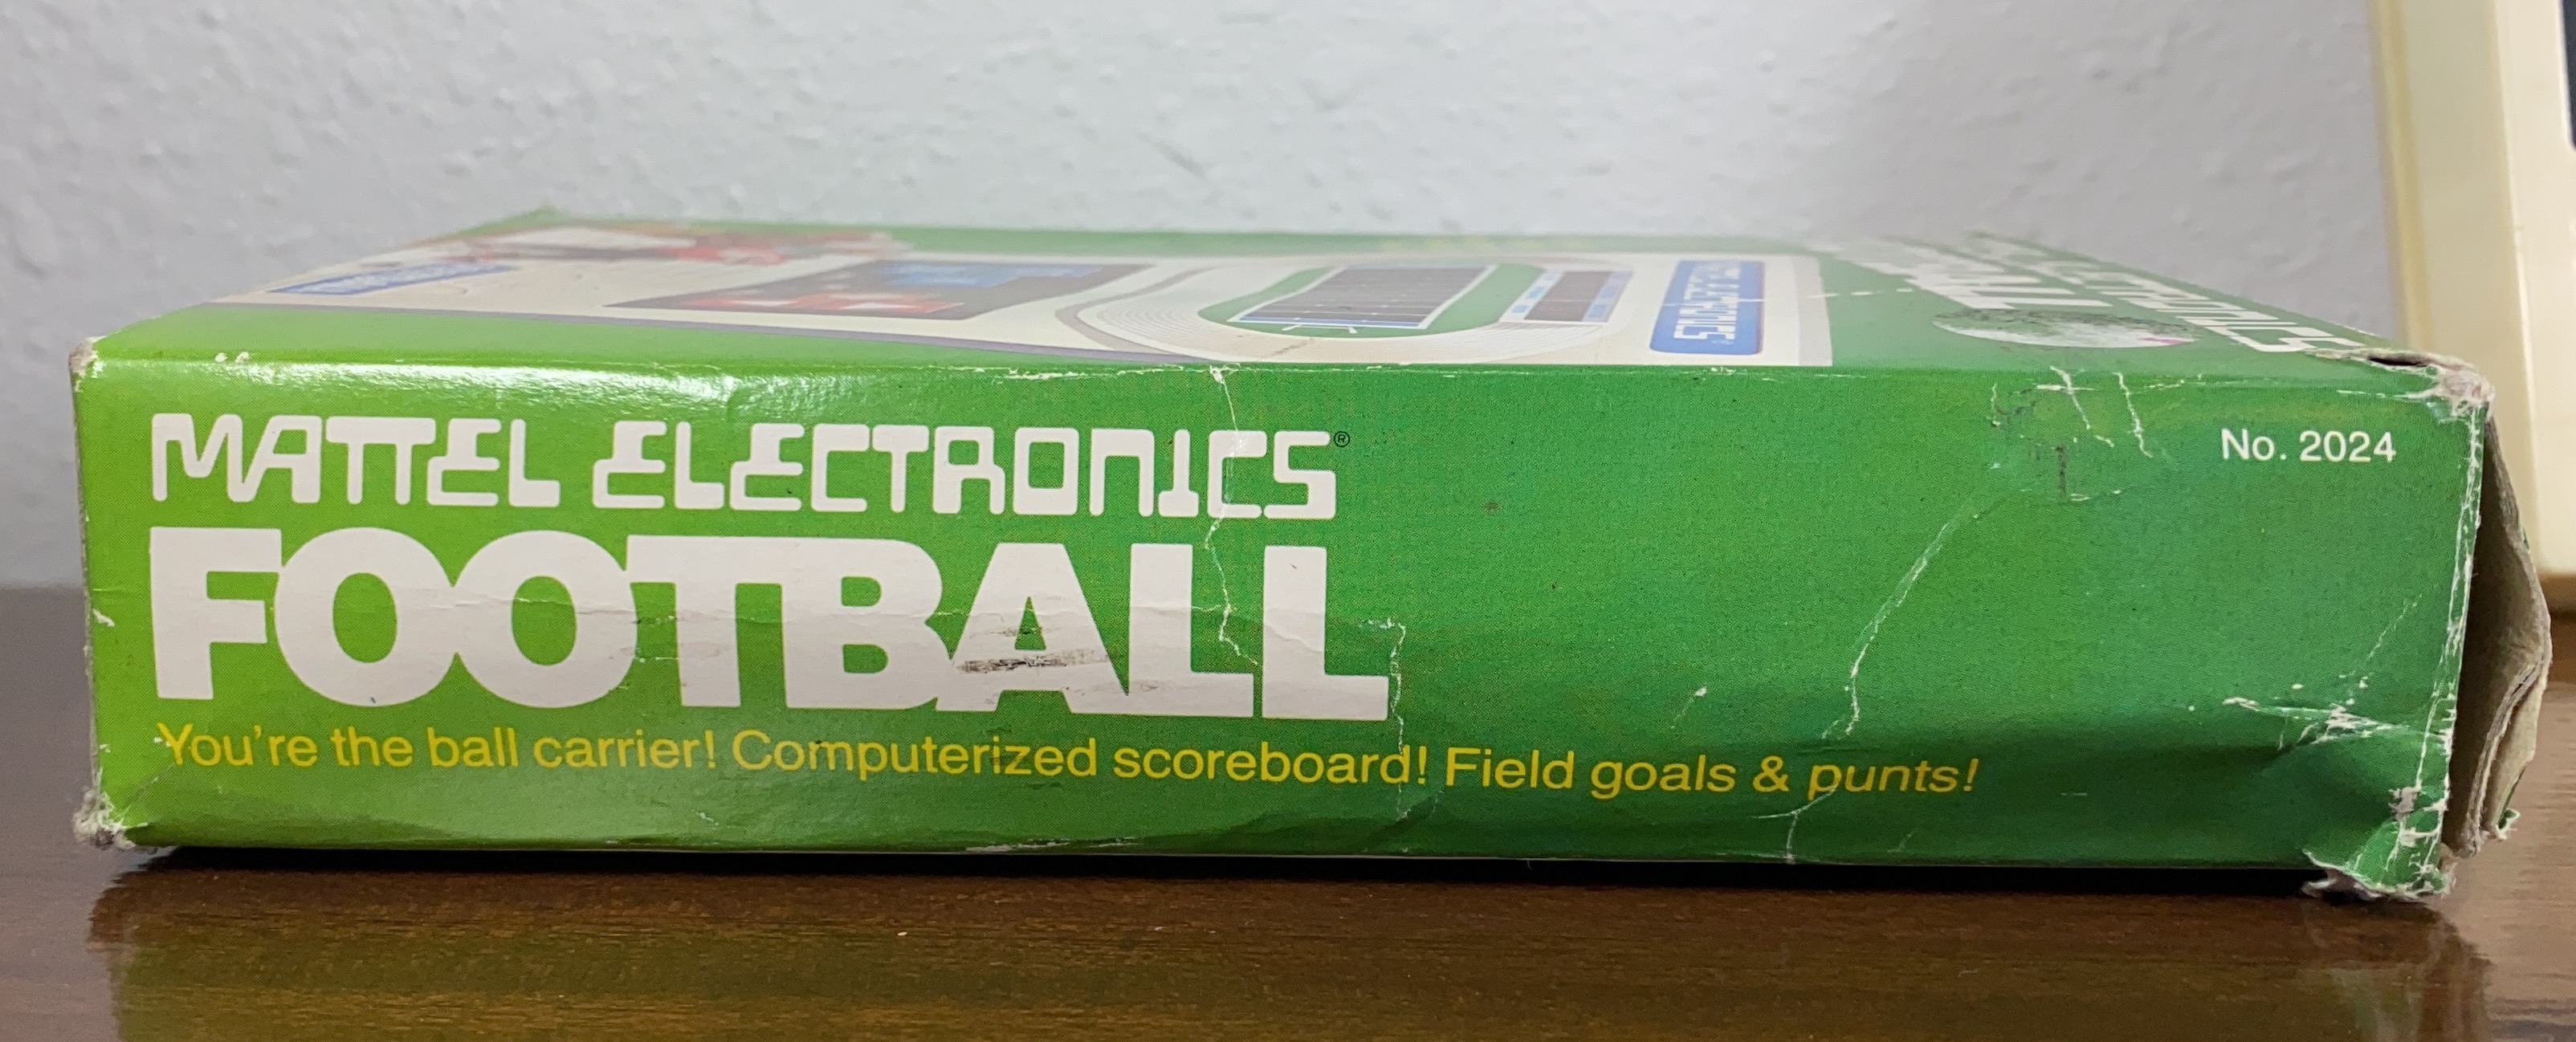 MATTEL ELECTRONICS®
FOOTBALL
You're the ball carrier! Computerized scoreboard! Field goals & punts!
No. 2024